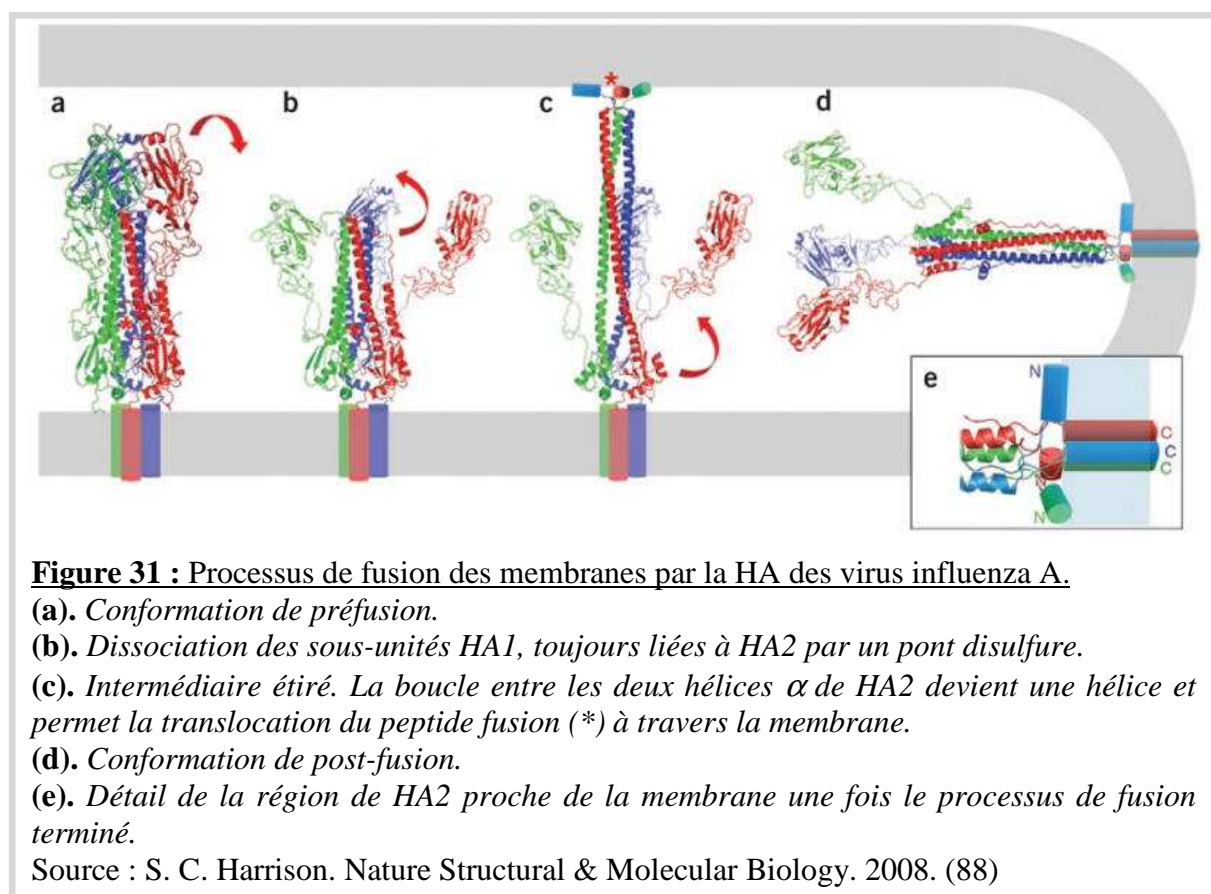 a
b
c
*
d
*
*
e
N
C
C
C
N
N
Figure 31 : Processus de fusion des membranes par la HA des virus influenza A.
(a). Conformation de préfusion.
(b). Dissociation des sous-unités HA1, toujours liées à HA2 par un pont disulfure.
(c). Intermédiaire étiré. La boucle entre les deux hélices α de HA2 devient une hélice et
permet la translocation du peptide fusion (*) à travers la membrane.
(d). Conformation de post-fusion.
(e). Détail de la région de HA2 proche de la membrane une fois le processus de fusion
terminé.
Source : S. C. Harrison. Nature Structural & Molecular Biology. 2008. (88)